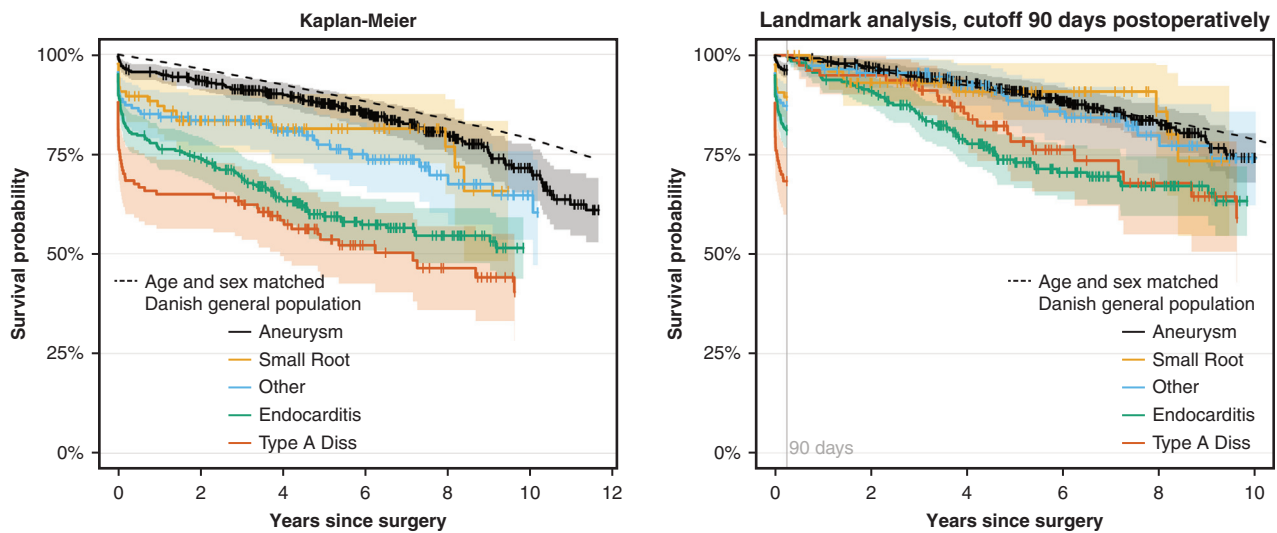 Kaplan-Meier
Survival probability
100%
75%
50%
25%
0%
Age and sex matched
Danish general population
Aneurysm
Small Root
Other
Endocarditis
Type A Diss
0 2 4 6 8 10 12
Years since surgery
Landmark analysis, cutoff 90 days postoperatively
Survival probability
100%
75%
50%
25%
0%
Age and sex matched
Danish general population
Aneurysm
Small Root
Other
Endocarditis
Type A Diss
90 days
0 2 4 6 8 10
Years since surgery